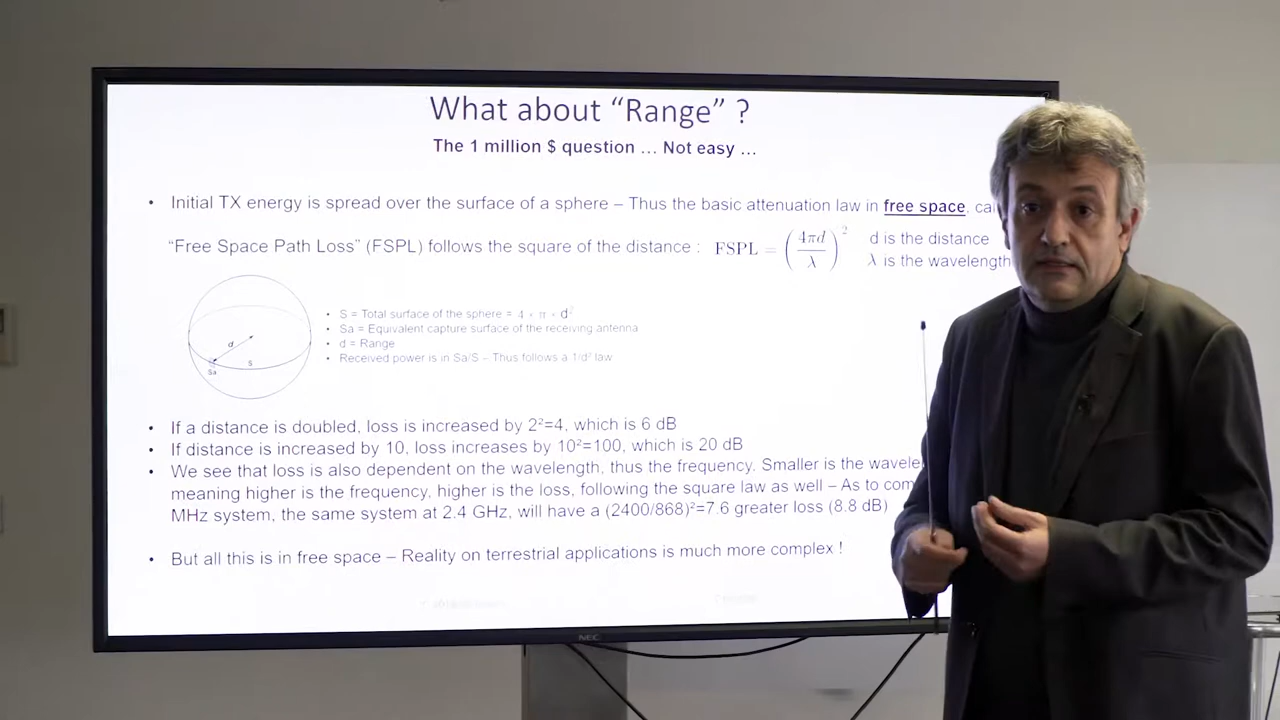 What about “Range” ?
The 1 million $ question … Not easy …
• Initial TX energy is spread over the surface of a sphere – Thus the basic attenuation law in free space,
“Free Space Path Loss” (FSPL) follows the square of the distance : FSPL = (4πd/λ)² d is the distance
λ is the wavelength
• S = Total surface of the sphere = 4 * π * d²
• Sa = Equivalent capture surface of the receiving antenna
• d = Range
• Received power is in Sa/S – Thus follows a 1/d² law
d
S
Sa
• If a distance is doubled, loss is increased by 2²=4, which is 6 dB
• If distance is increased by 10, loss increases by 10²=100, which is 20 dB
• We see that loss is also dependent on the wavelength, thus the frequency. Smaller is the
meaning higher is the frequency, higher is the loss, following the square law as well – As to
MHz system, the same system at 2.4 GHz, will have a (2400/868)²=7.6 greater loss (8.8 dB)
• But all this is in free space – Reality on terrestrial applications is much more complex !
NEC